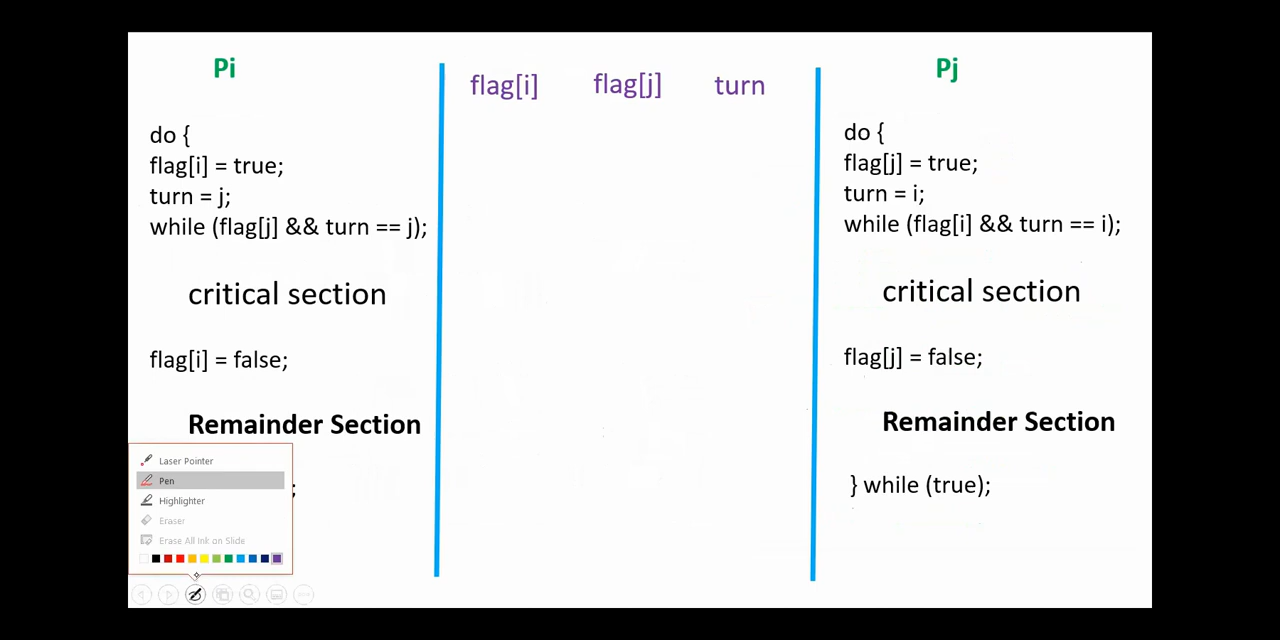 Pi
do {
flag[i] = true;
turn = j;
while (flag[j] && turn == j);
critical section
flag[i] = false;
Remainder Section
;
flag[i] flag[j] turn
Pj
do {
flag[j] = true;
turn = i;
while (flag[i] && turn == i);
critical section
flag[j] = false;
Remainder Section
} while (true);
Laser Pointer
Pen
Highlighter
Eraser
Erase All Ink on Slide